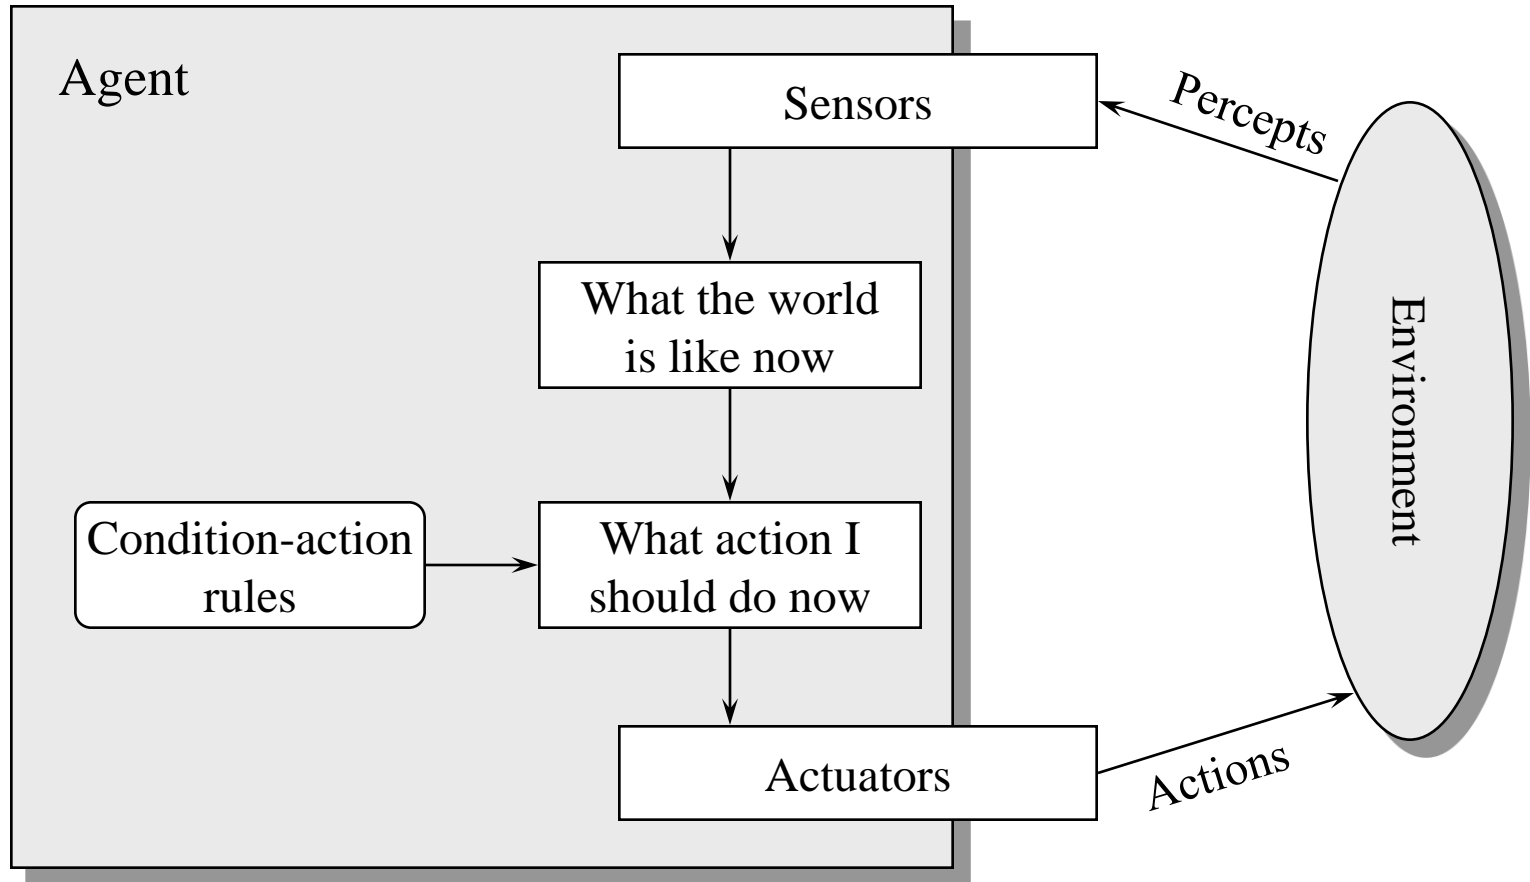 Agent
Sensors
Percepts
What the world
is like now
Environment
Condition-action
rules
What action I
should do now
Actuators
Actions